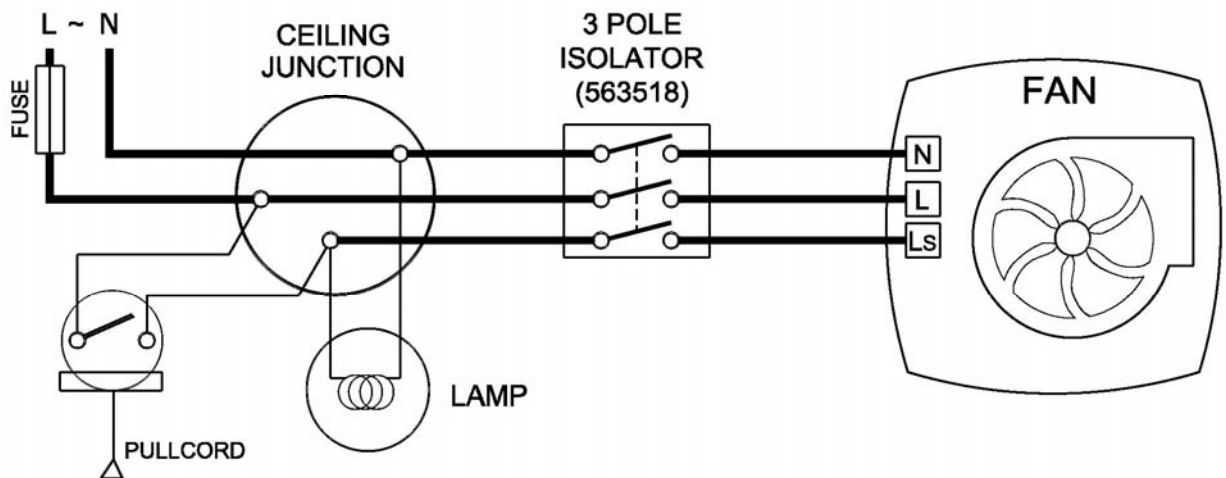 L ~ N
FUSE
CEILING
JUNCTION
3 POLE
ISOLATOR
(563518)
FAN
N
L
Ls
LAMP
PULLCORD